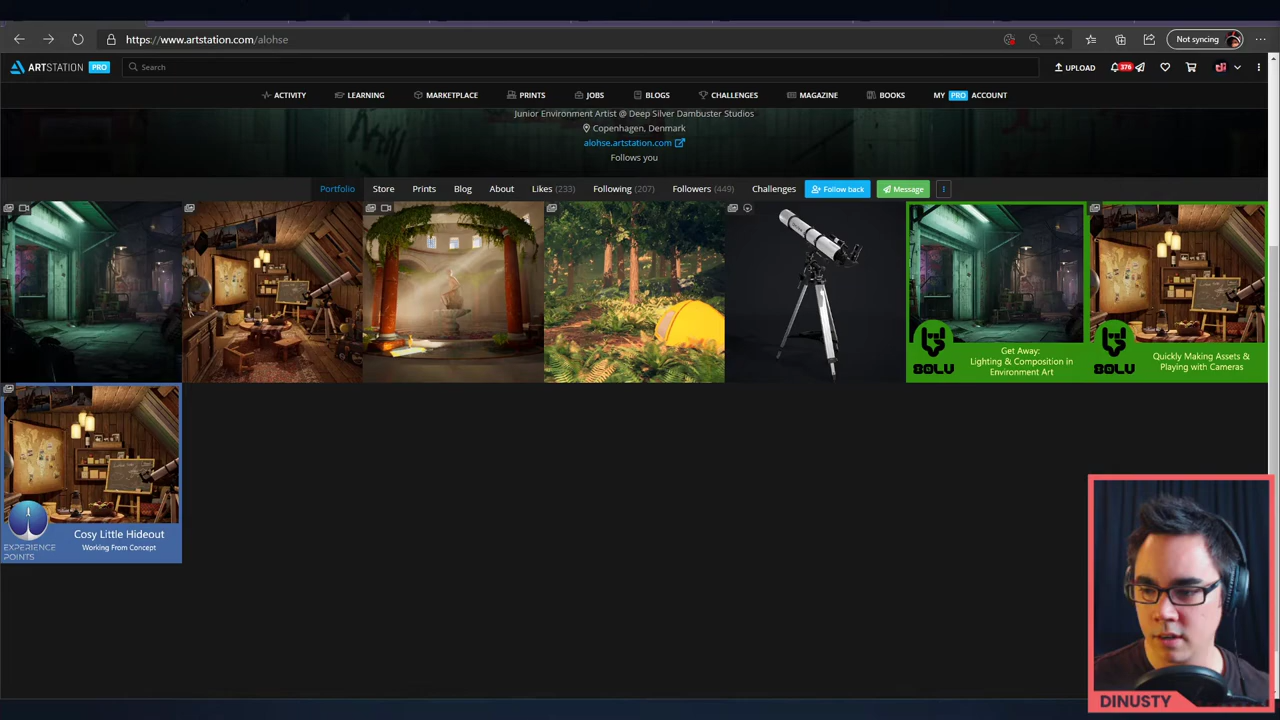 https://www.artstation.com/alohse
Not syncing
ARTSTATION PRO
Search
UPLOAD
376
ACTIVITY
LEARNING
MARKETPLACE
PRINTS
JOBS
BLOGS
CHALLENGES
MAGAZINE
BOOKS
MY PRO ACCOUNT
Junior Environment Artist @ Deep Silver Dambuster Studios
Copenhagen, Denmark
alohse.artstation.com
Follows you
Portfolio
Store
Prints
Blog
About
Likes (233)
Following (207)
Followers (449)
Challenges
Follow back
Message
80LV
Get Away:
Lighting & Composition in
Environment Art
80LV
Quickly Making Assets &
Playing with Cameras
EXPERIENCE
POINTS
Cosy Little Hideout
Working From Concept
DINUSTY